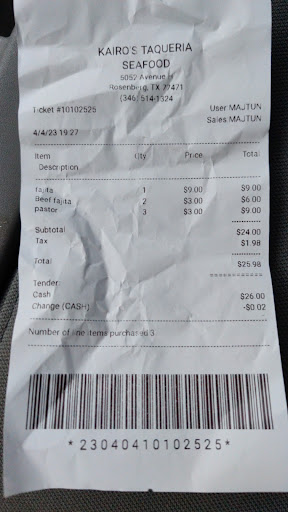 KAIRO'S TAQUERIA
SEAFOOD
5052 Avenue H
Rosenberg, TX 77471
(346) 514-1324
Ticket #10102525 User MAJTUN
Sales MAJTUN
4/4/23 19:27
Item Qty Price Total
Description
fajita 1 $9.00 $9.00
Beef fajita 2 $3.00 $6.00
pastor 3 $3.00 $9.00
Subtotal $24.00
Tax $1.98
Total $25.98
Tender:
Cash $26.00
Change (CASH) -$0.02
Number of line items purchased 3
*23040410102525*